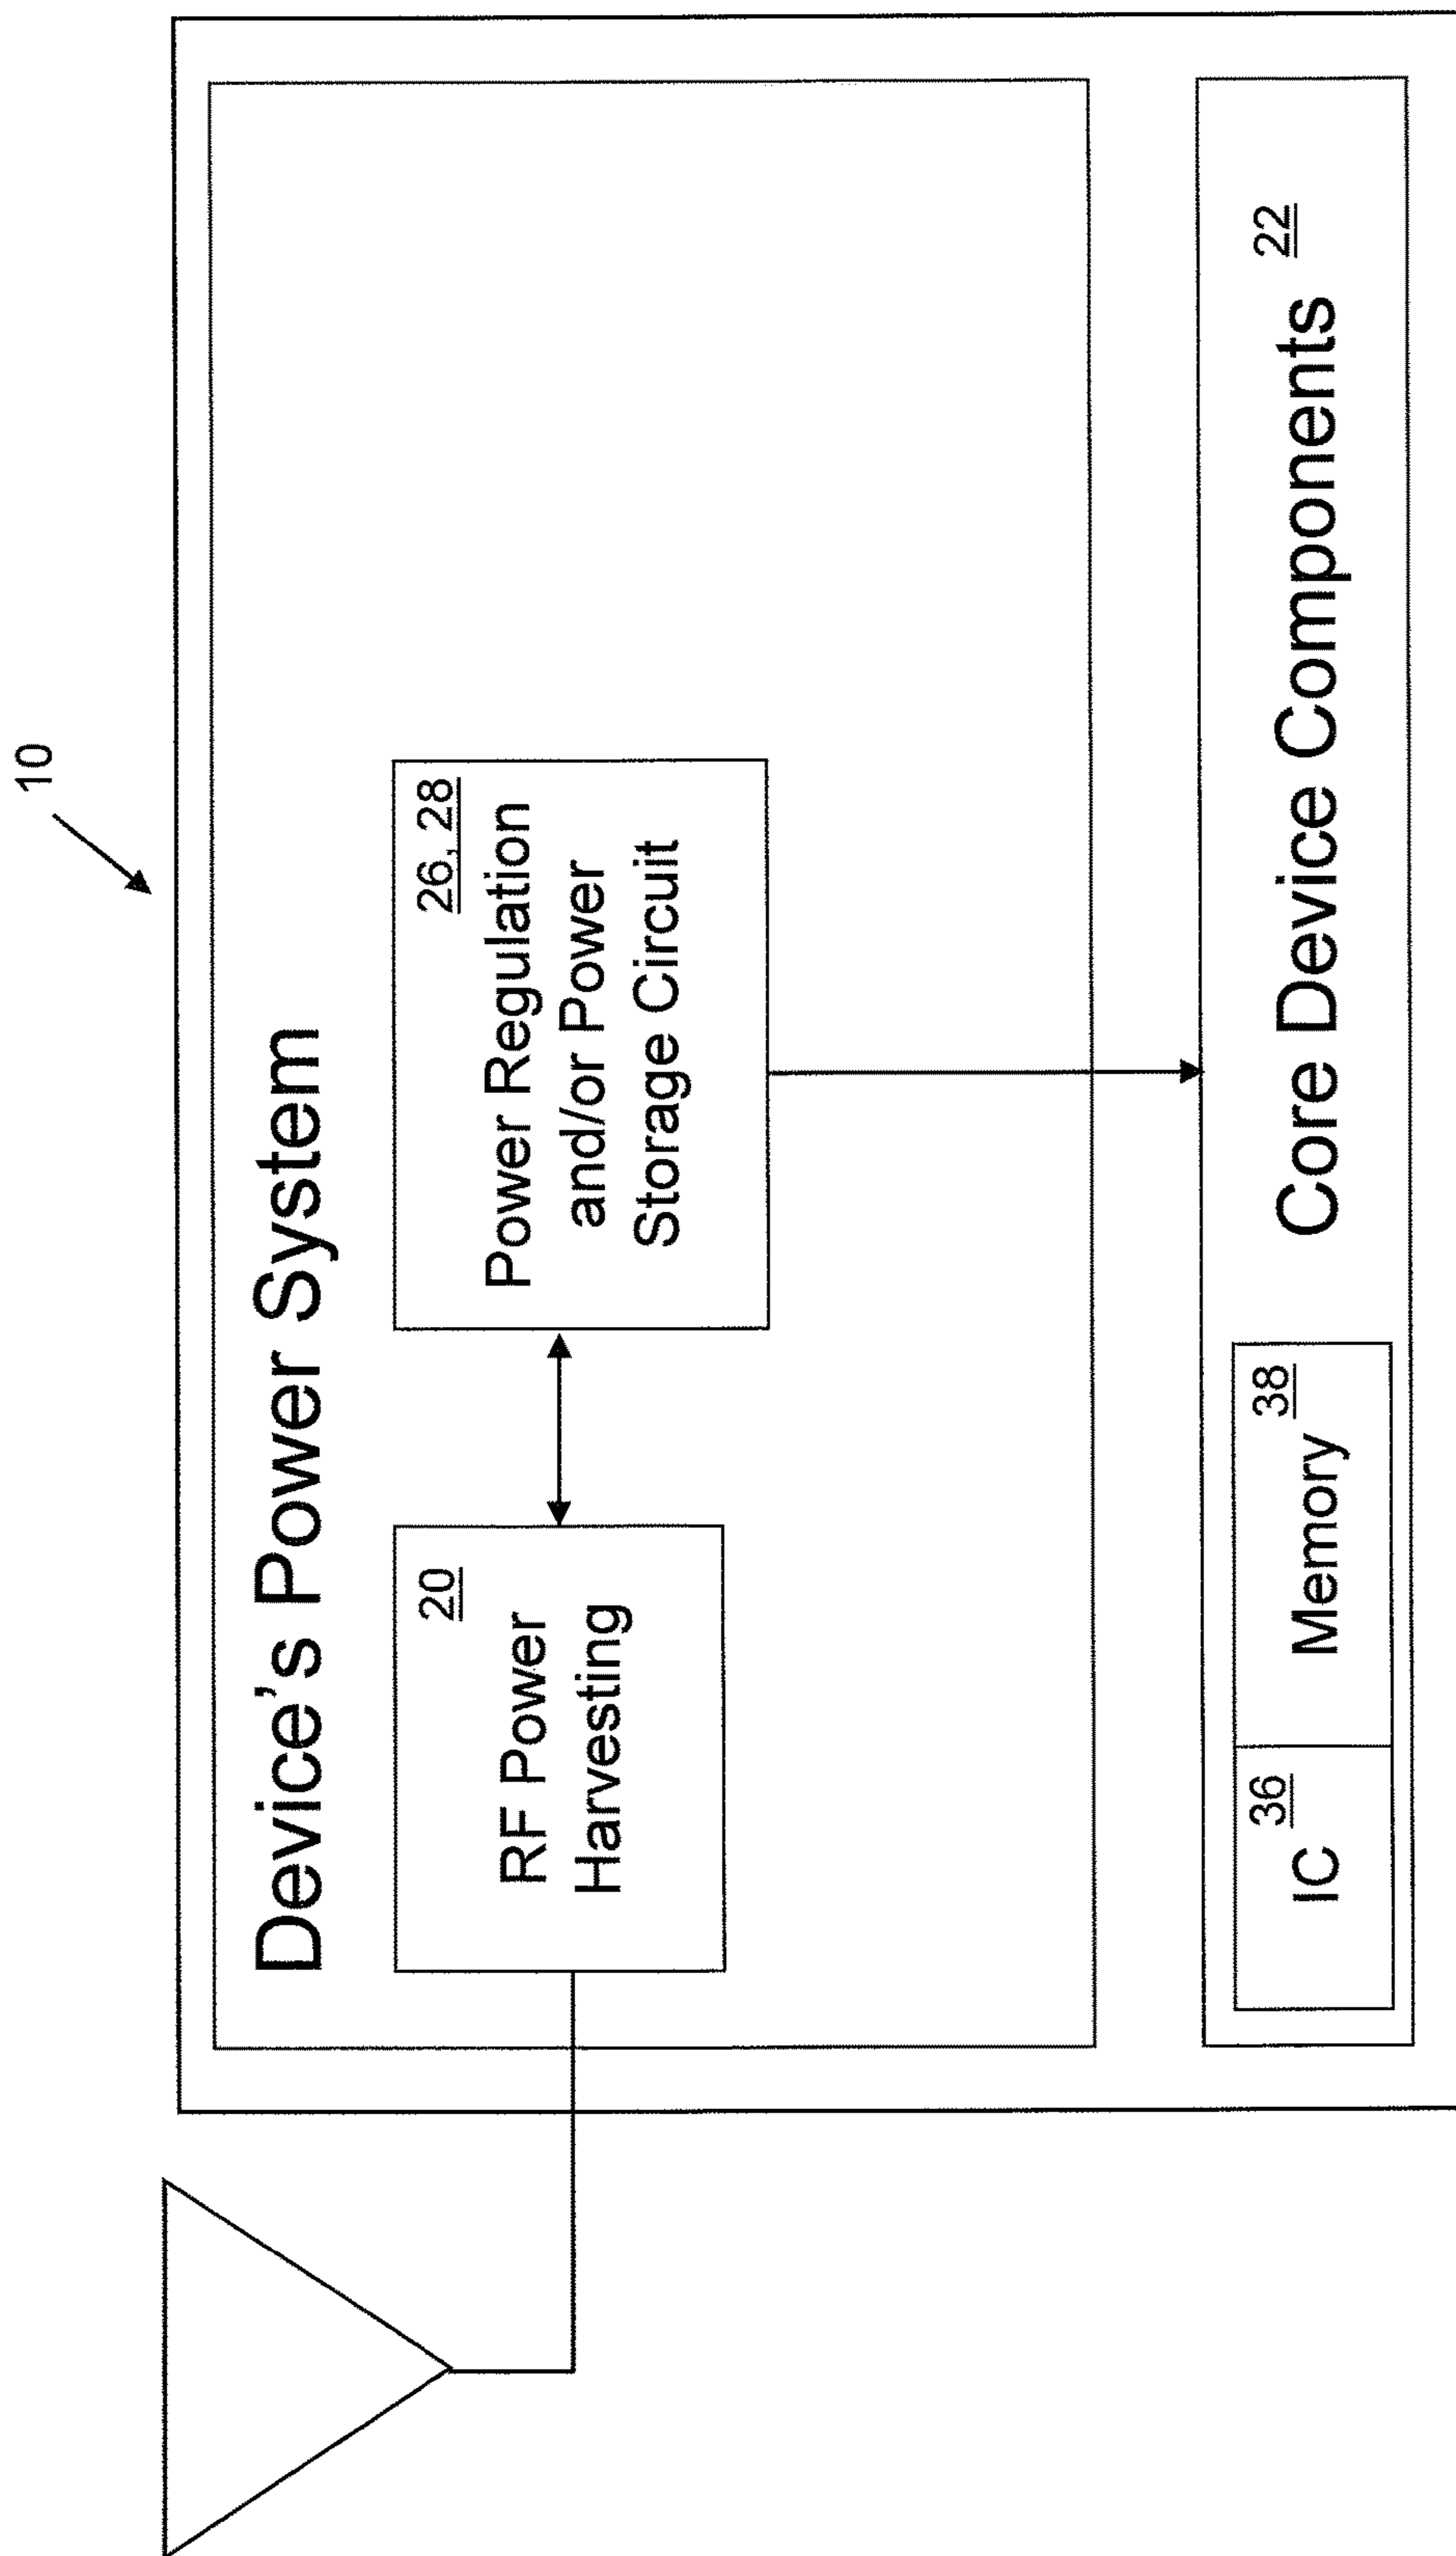 10
Device’s Power System
20
RF Power
Harvesting
26, 28
Power Regulation
and/or Power
Storage Circuit
36
IC
38
Memory
Core Device Components 22